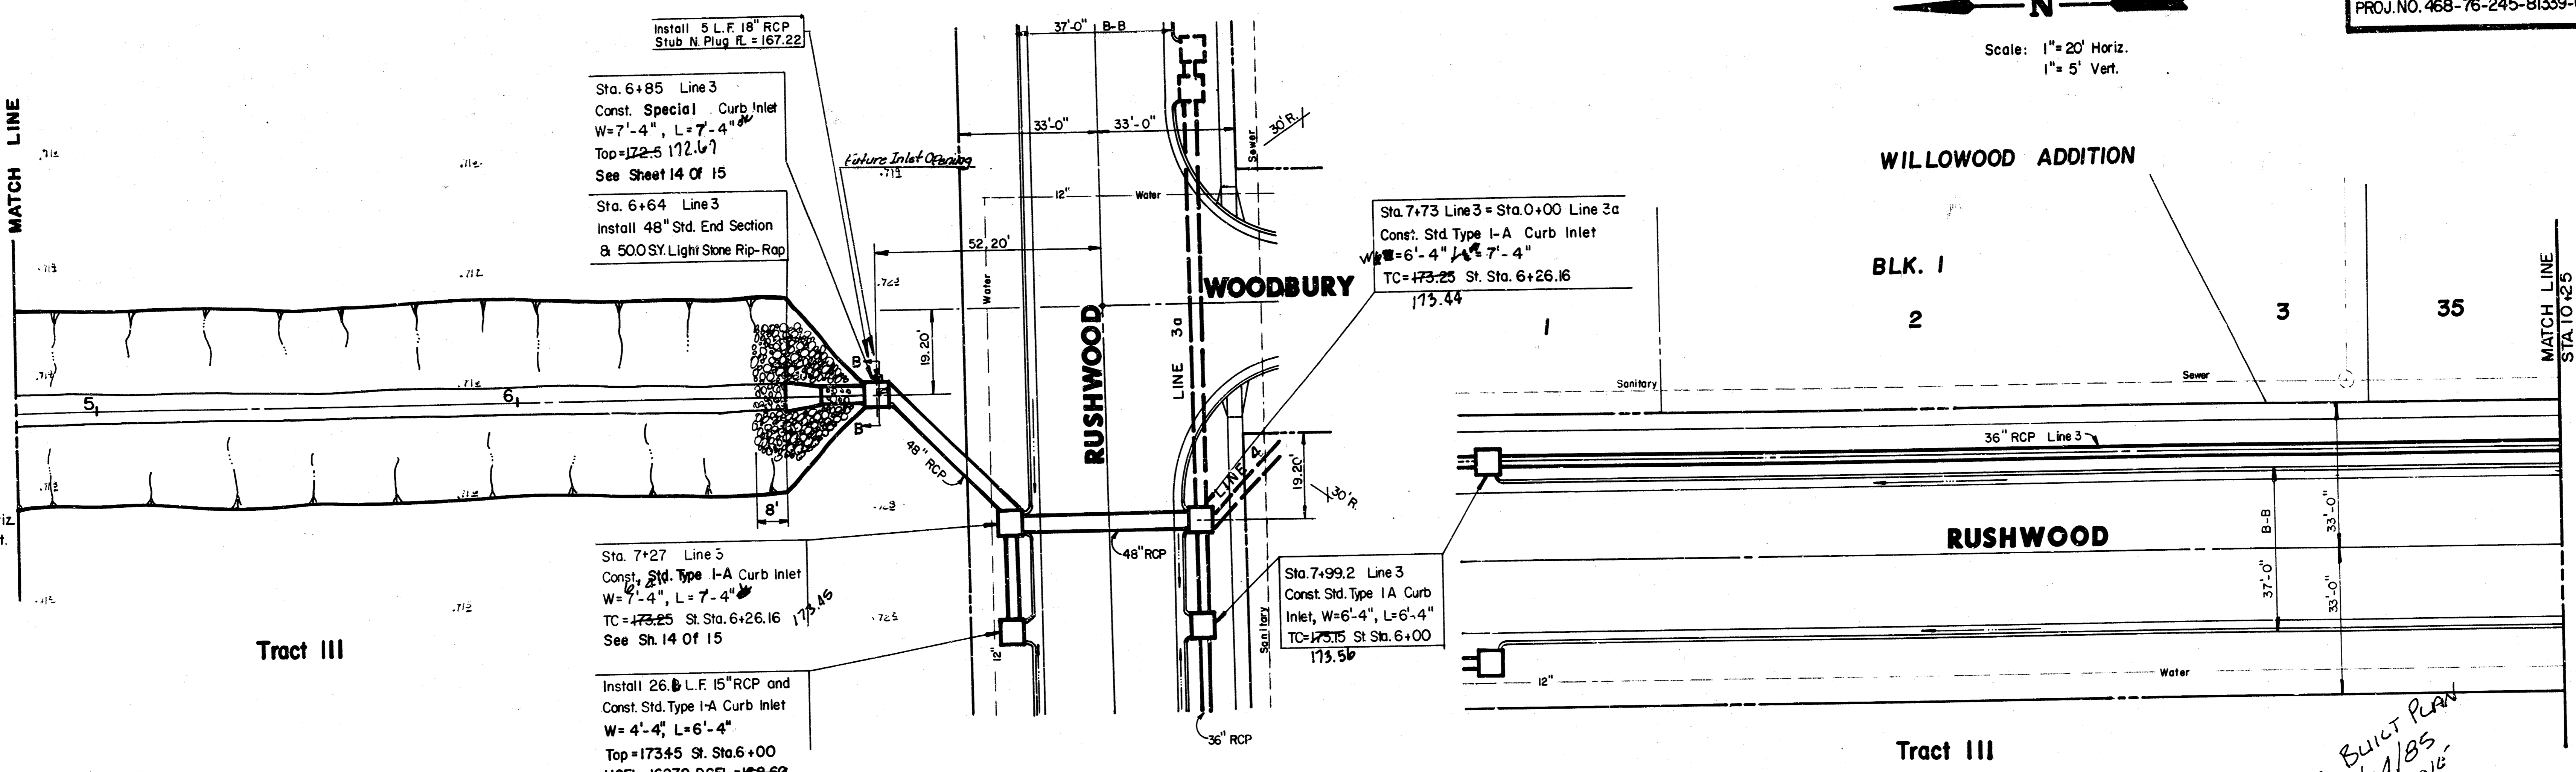 PROJ. NO. 468-76-245-81339-
N
Scale: 1"= 20' Horiz.
1"= 5' Vert.
MATCH LINE
Install 5 L.F. 18" RCP
Stub N. Plug FL = 167.22
Sta. 6+85 Line 3
Const. Special Curb Inlet
W=7'-4", L=7'-4"
Top=172.5 172.67
See Sheet 14 Of 15
Sta. 6+64 Line 3
Install 48" Std. End Section
& 50.0 S.Y. Light Stone Rip-Rap
Future Inlet Opening
37'-0" B-B
33'-0" 33'-0"
30'R.
Sewer
12" Water
52.20'
Water
19.20'
RUSHWOOD
WOODBURY
LINE 3a
LINE 4
19.20'
30'R.
Sta. 7+73 Line 3 = Sta. 0+00 Line 3a
Const. Std. Type I-A Curb Inlet
W=6'-4" L=7'-4"
TC=173.25 St. Sta. 6+26.16
173.44
WILLOWOOD ADDITION
BLK. 1
1
2
3
35
MATCH LINE
STA. 10+25
Sanitary
Sewer
36" RCP Line 3
5
6
B
B
8'
48" RCP
48" RCP
Sta. 7+27 Line 3
Const. Std. Type I-A Curb Inlet
W=7'-4", L=7'-4"
TC=173.25 St. Sta. 6+26.16 173.45
See Sh. 14 Of 15
Sta. 7+99.2 Line 3
Const. Std. Type I A Curb
Inlet, W=6'-4", L=6'-4"
TC=173.15 St Sta. 6+00
173.56
Sanitary
12"
Install 26. L.F. 15" RCP and
Const. Std. Type I-A Curb Inlet
W= 4'-4", L=6'-4"
Top=173.45 St. Sta. 6+00
36" RCP
Tract III
RUSHWOOD
37'-0" B-B
33'-0" 33'-0"
12" Water
Tract III
BUILT PLAN
/85